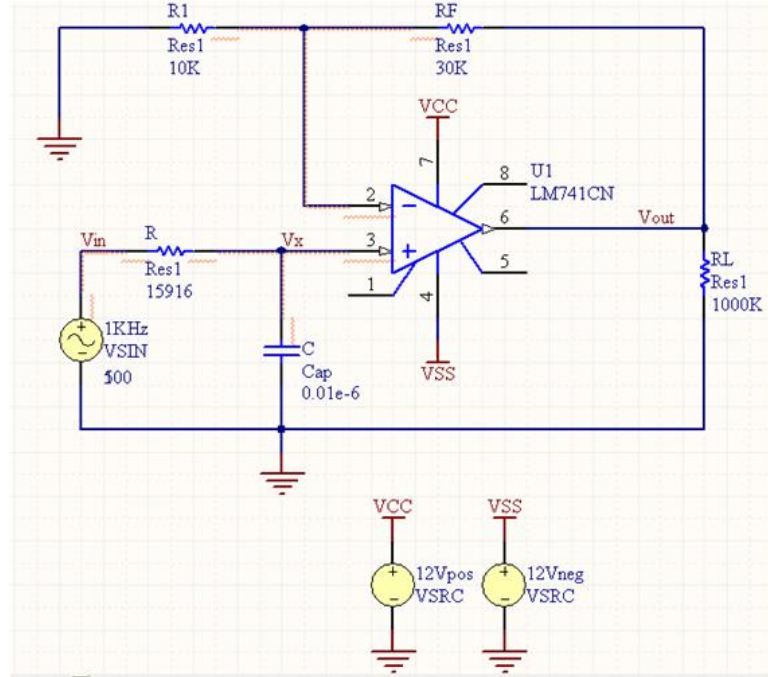 R1
Res1
10K
RF
Res1
30K
VCC
7
8
U1
LM741CN
2
6
Vout
Vin
R
Res1
15916
Vx
3
5
1
4
VSS
RL
Res1
1000K
1KHz
VSIN
C
Cap
0.01e-6
VCC
VSS
12Vpos
VSRC
12Vneg
VSRC